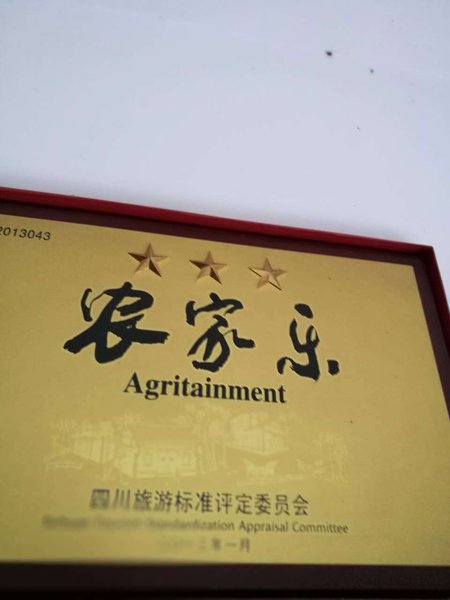 2013043
农家乐
Agritainment
四川旅游标准评定委员会
Standardization Appraisal Committee
年一月